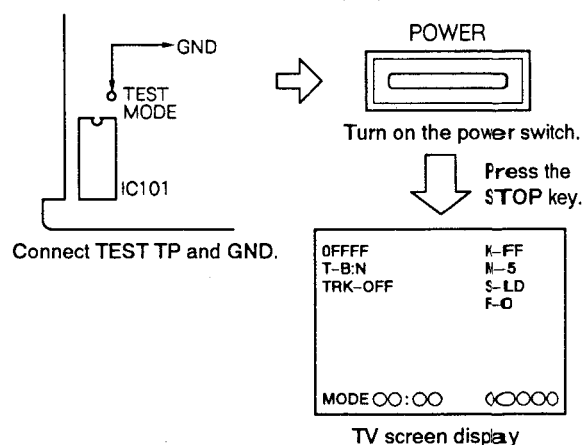 GND
TEST
MODE
IC101
Connect TEST TP and GND.
POWER
Turn on the power switch.
Press the
STOP key.
0FFFF K–FF
T–B:N M–5
TRK–OFF S–LD
F–0
MODE ○○:○○ ○○○○○
TV screen display